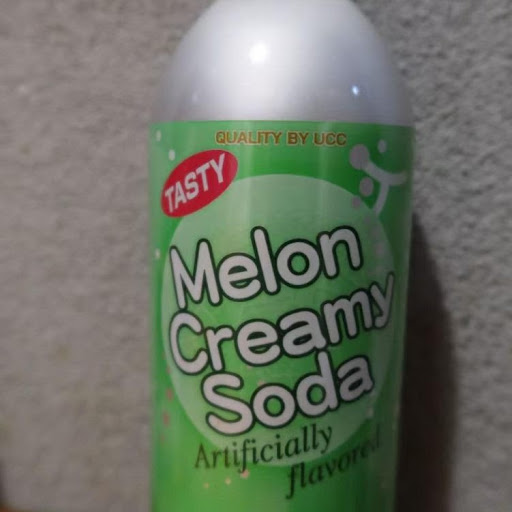 QUALITY BY UCC
TASTY
Melon
Creamy
Soda
Artificially
flavored